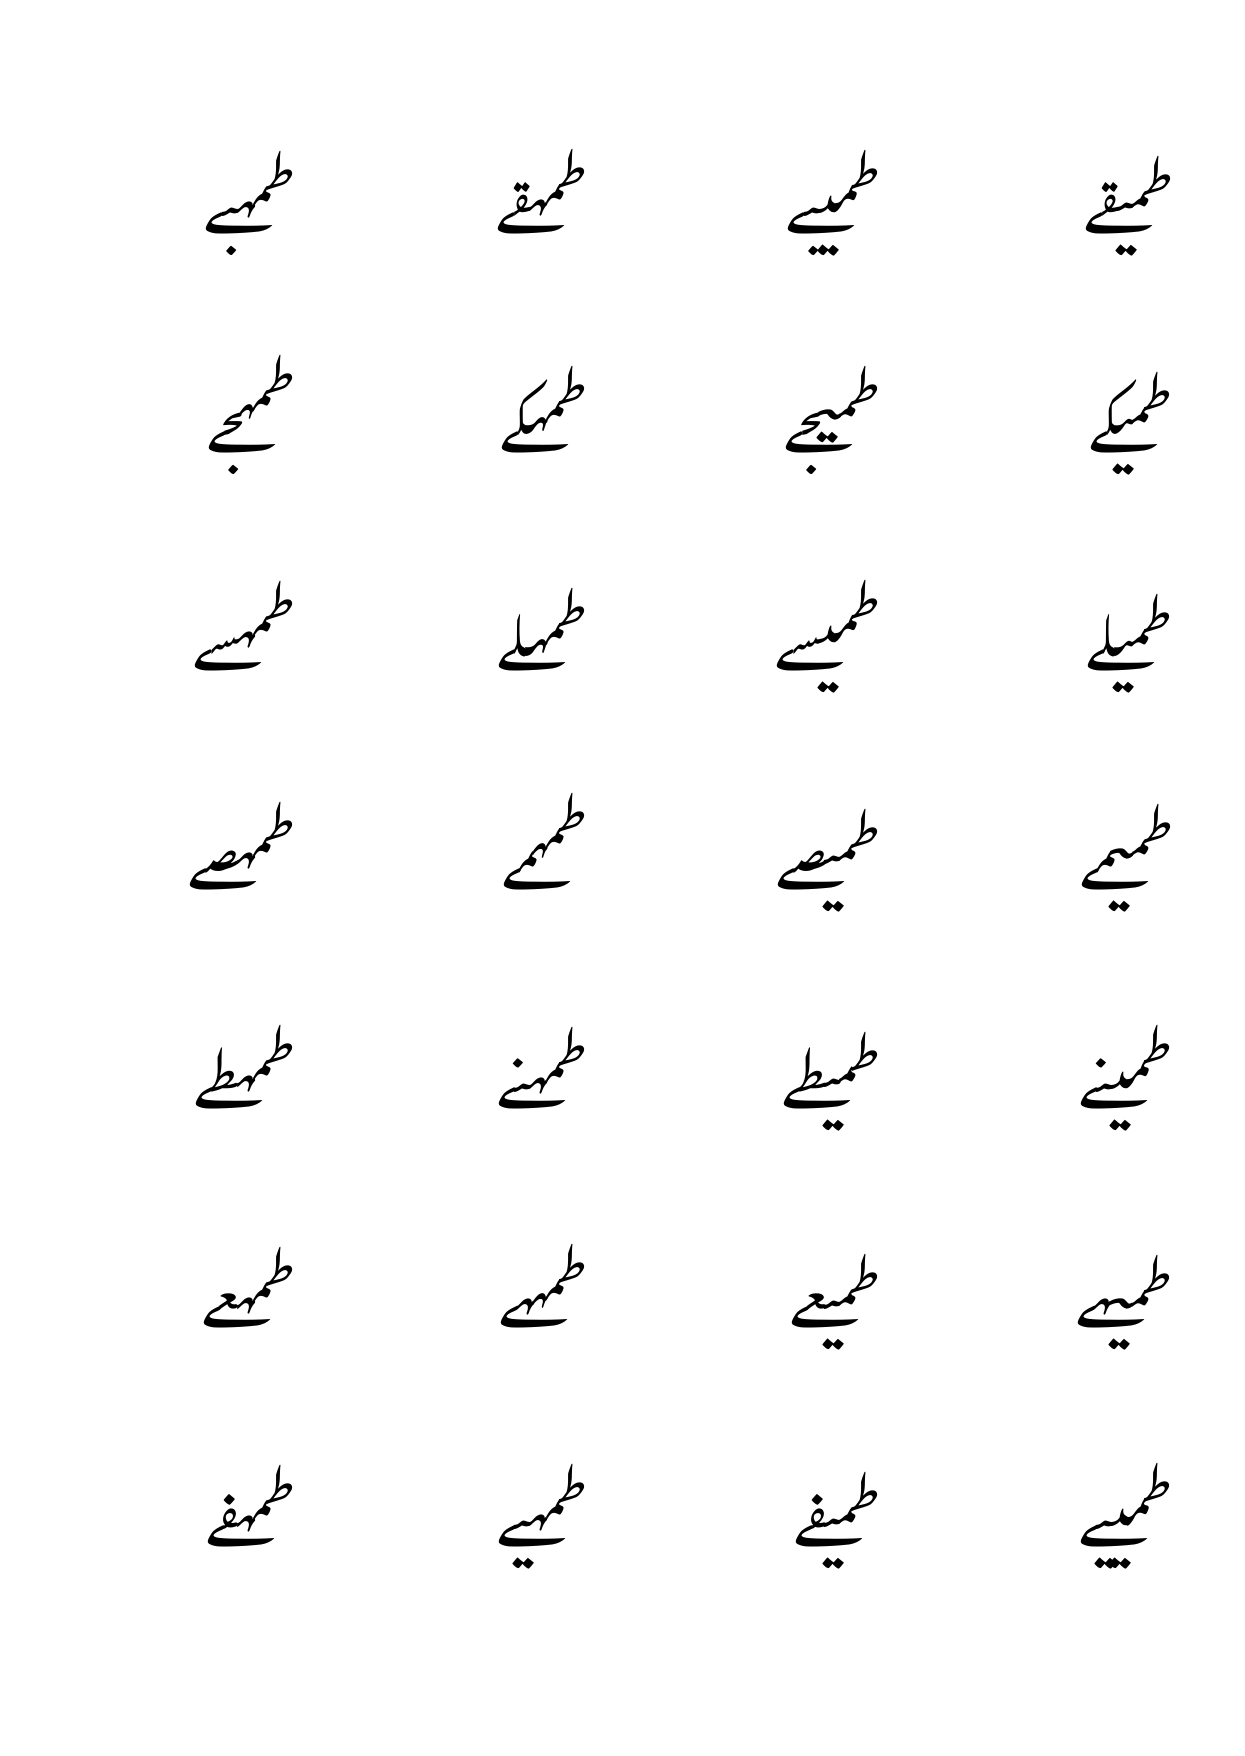 طمیقے طمیبے طمہقے طمہبے
طمیکے طمیجے طمہکے طمہجے
طمیلے طمیسے طمہلے طمہسے
طمیمے طمیصے طمہمے طمہصے
طمینے طمیطے طمہنے طمہطے
طمیہے طمیعے طمہہے طمہعے
طمییے طمیفے طمہیے طمہفے